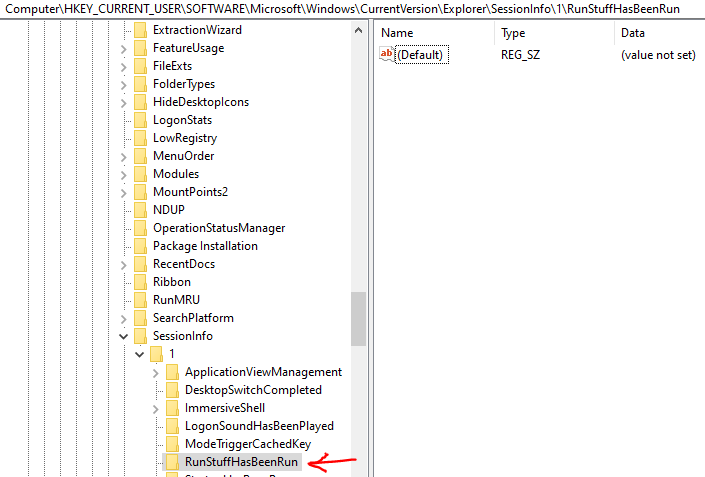 Computer\HKEY_CURRENT_USER\SOFTWARE\Microsoft\Windows\CurrentVersion\Explorer\SessionInfo\1\RunStuffHasBeenRun
ExtractionWizard
FeatureUsage
FileExts
FolderTypes
HideDesktopIcons
LogonStats
LowRegistry
MenuOrder
Modules
MountPoints2
NDUP
OperationStatusManager
Package Installation
RecentDocs
Ribbon
RunMRU
SearchPlatform
SessionInfo
1
ApplicationViewManagement
DesktopSwitchCompleted
ImmersiveShell
LogonSoundHasBeenPlayed
ModeTriggerCachedKey
RunStuffHasBeenRun
Name Type Data
ab (Default) REG_SZ (value not set)